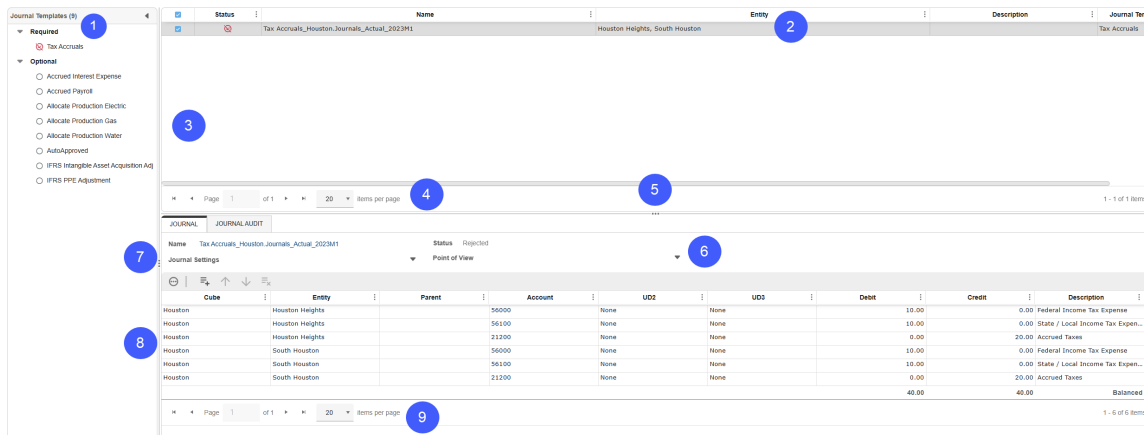 Journal Templates (9)
1
Required
Tax Accruals
Optional
Accrued Interest Expense
Accrued Payroll
Allocate Production Electric
Allocate Production Gas
Allocate Production Water
AutoApproved
IFRS Intangible Asset Acquisition Adj
IFRS PPE Adjustment
Status Name Entity Description Journal Ter
Tax Accruals_Houston.Journals_Actual_2023M1 Houston Heights, South Houston 2 Tax Accruals
3
4
5
Page 1 of 1 20 items per page 1 - 1 of 1 items
JOURNAL JOURNAL AUDIT
Name Tax Accruals_Houston.Journals_Actual_2023M1 Status Rejected
6
7
Journal Settings Point of View
Cube Entity Parent Account UD2 UD3 Debit Credit Description
Houston Houston Heights 56000 None None 10.00 0.00 Federal Income Tax Expense
Houston Houston Heights 56100 None None 10.00 0.00 State / Local Income Tax Expen...
Houston Houston Heights 21200 None None 0.00 20.00 Accrued Taxes
8
Houston South Houston 56000 None None 10.00 0.00 Federal Income Tax Expense
Houston South Houston 56100 None None 10.00 0.00 State / Local Income Tax Expen...
Houston South Houston 21200 None None 0.00 20.00 Accrued Taxes
40.00 40.00 Balanced
Page 1 of 1 20 items per page 9 1 - 6 of 6 items